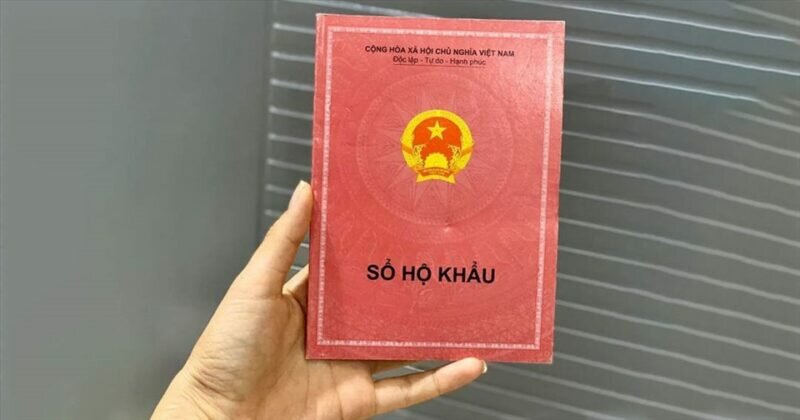 CỘNG HÒA XÃ HỘI CHỦ NGHĨA VIỆT NAM
Độc lập - Tự do - Hạnh phúc
SỔ HỘ KHẨU